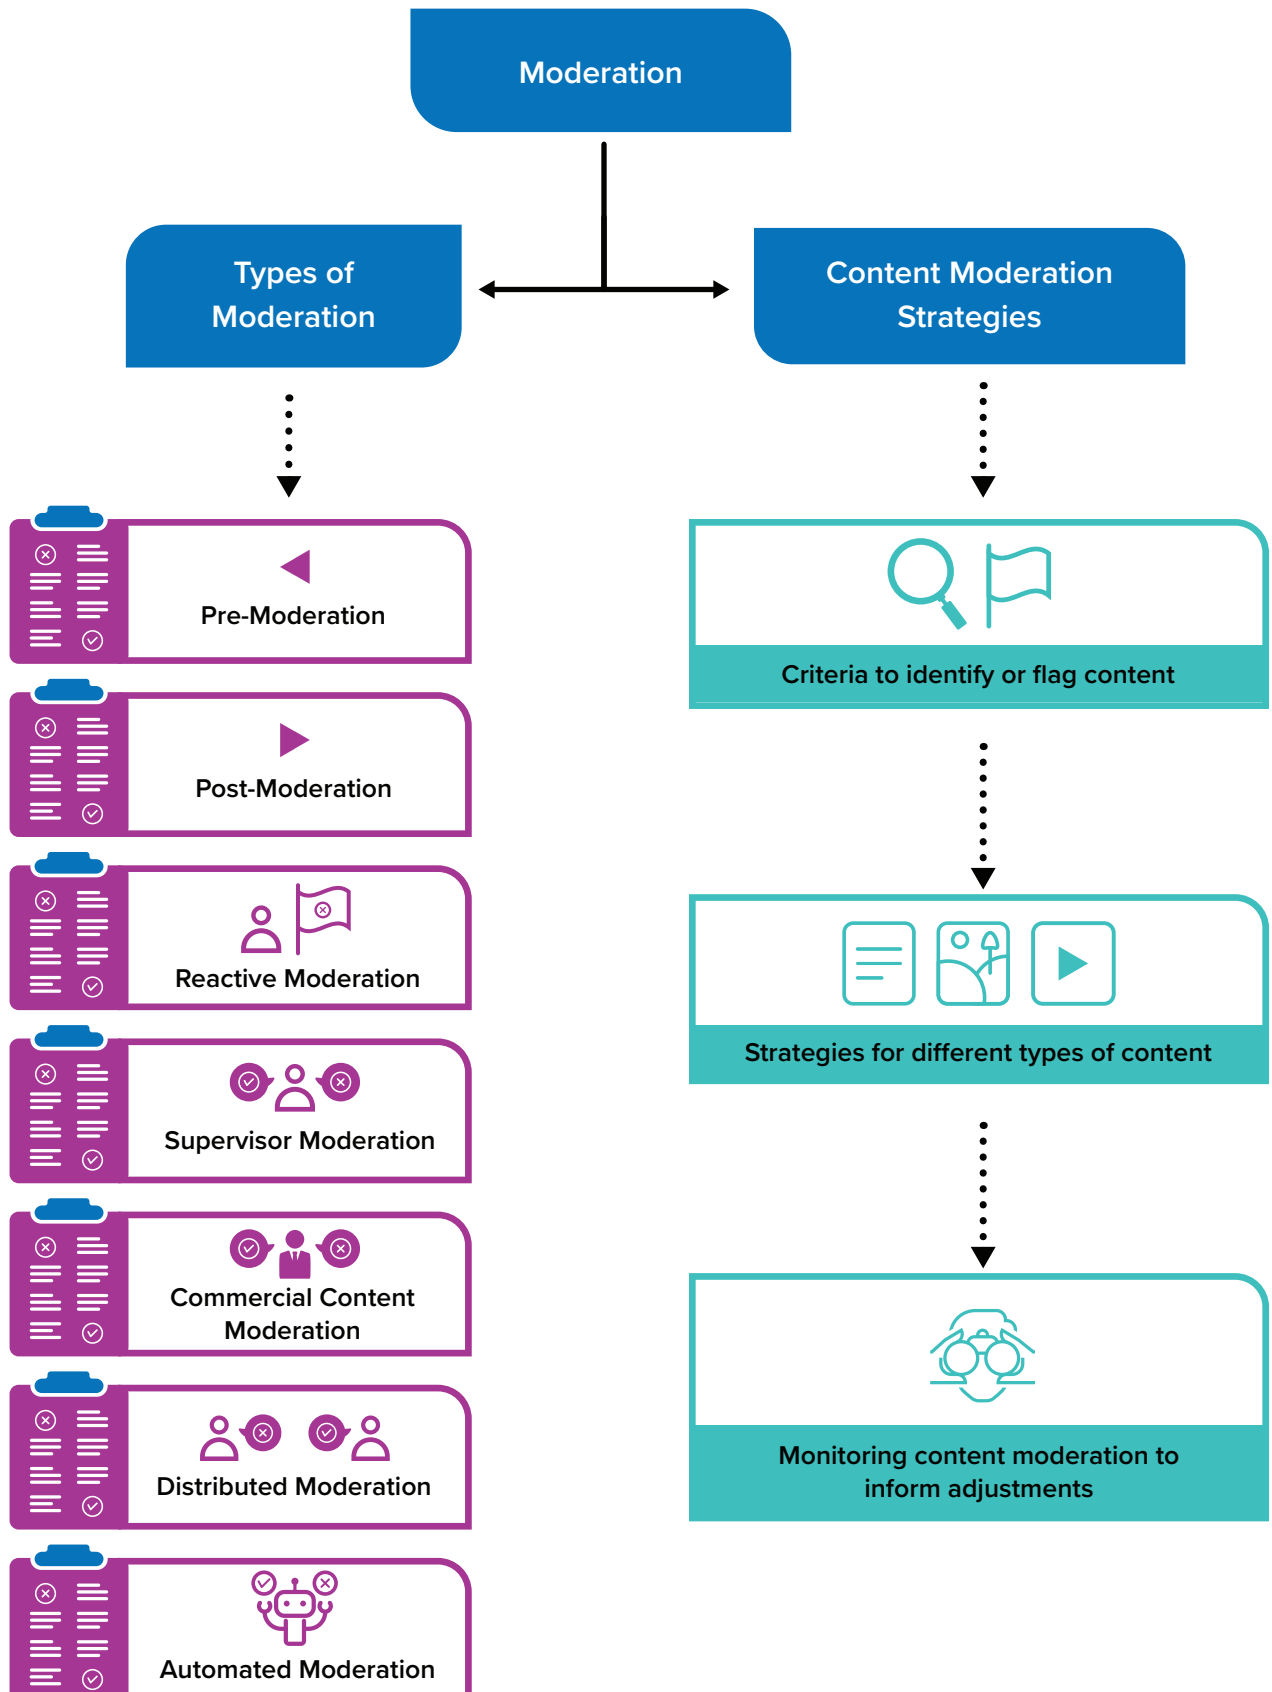 Moderation
Types of
Moderation
Content Moderation
Strategies
Pre-Moderation
Post-Moderation
Reactive Moderation
Supervisor Moderation
Commercial Content
Moderation
Distributed Moderation
Automated Moderation
Criteria to identify or flag content
Strategies for different types of content
Monitoring content moderation to
inform adjustments